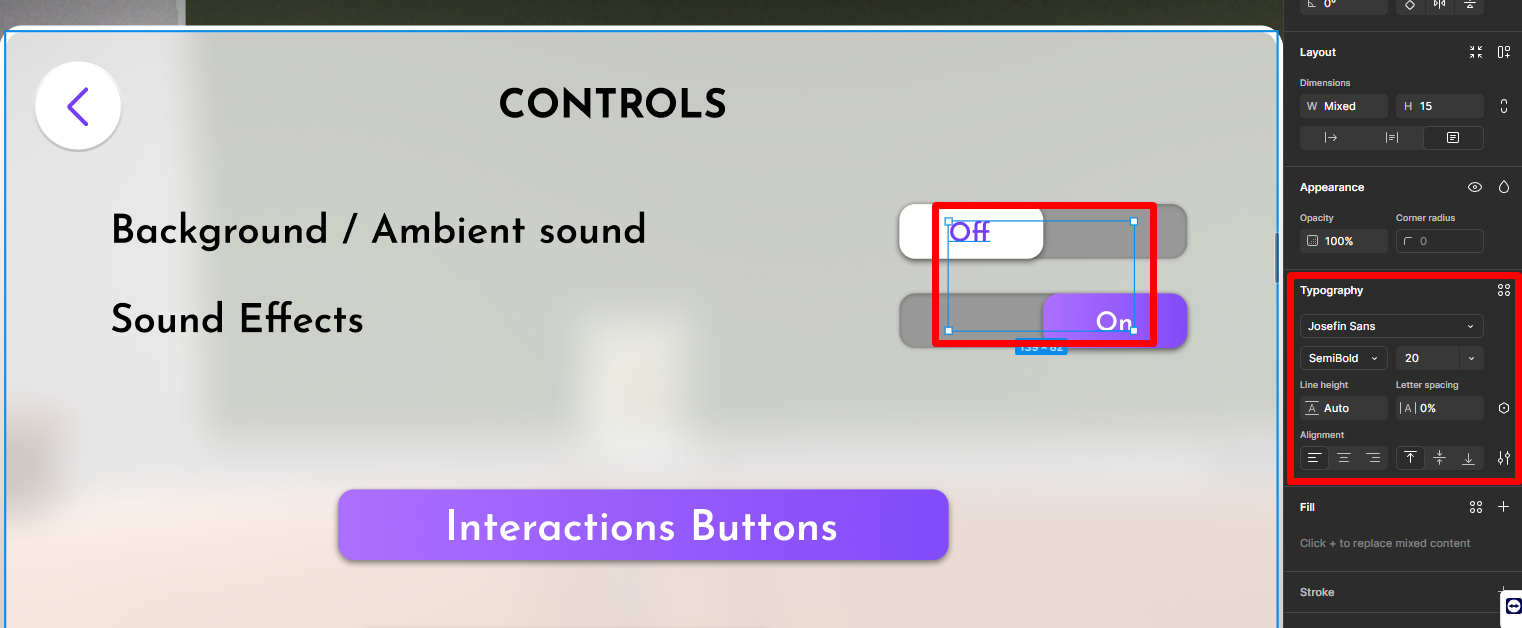 0°
CONTROLS
Background / Ambient sound
Off
Sound Effects
On
Interactions Buttons
Layout
Dimensions
W Mixed
H 15
Appearance
Opacity
Corner radius
100%
0
Typography
Josefin Sans
SemiBold
20
Line height
Letter spacing
A Auto
|A| 0%
Alignment
Fill
Click + to replace mixed content
Stroke